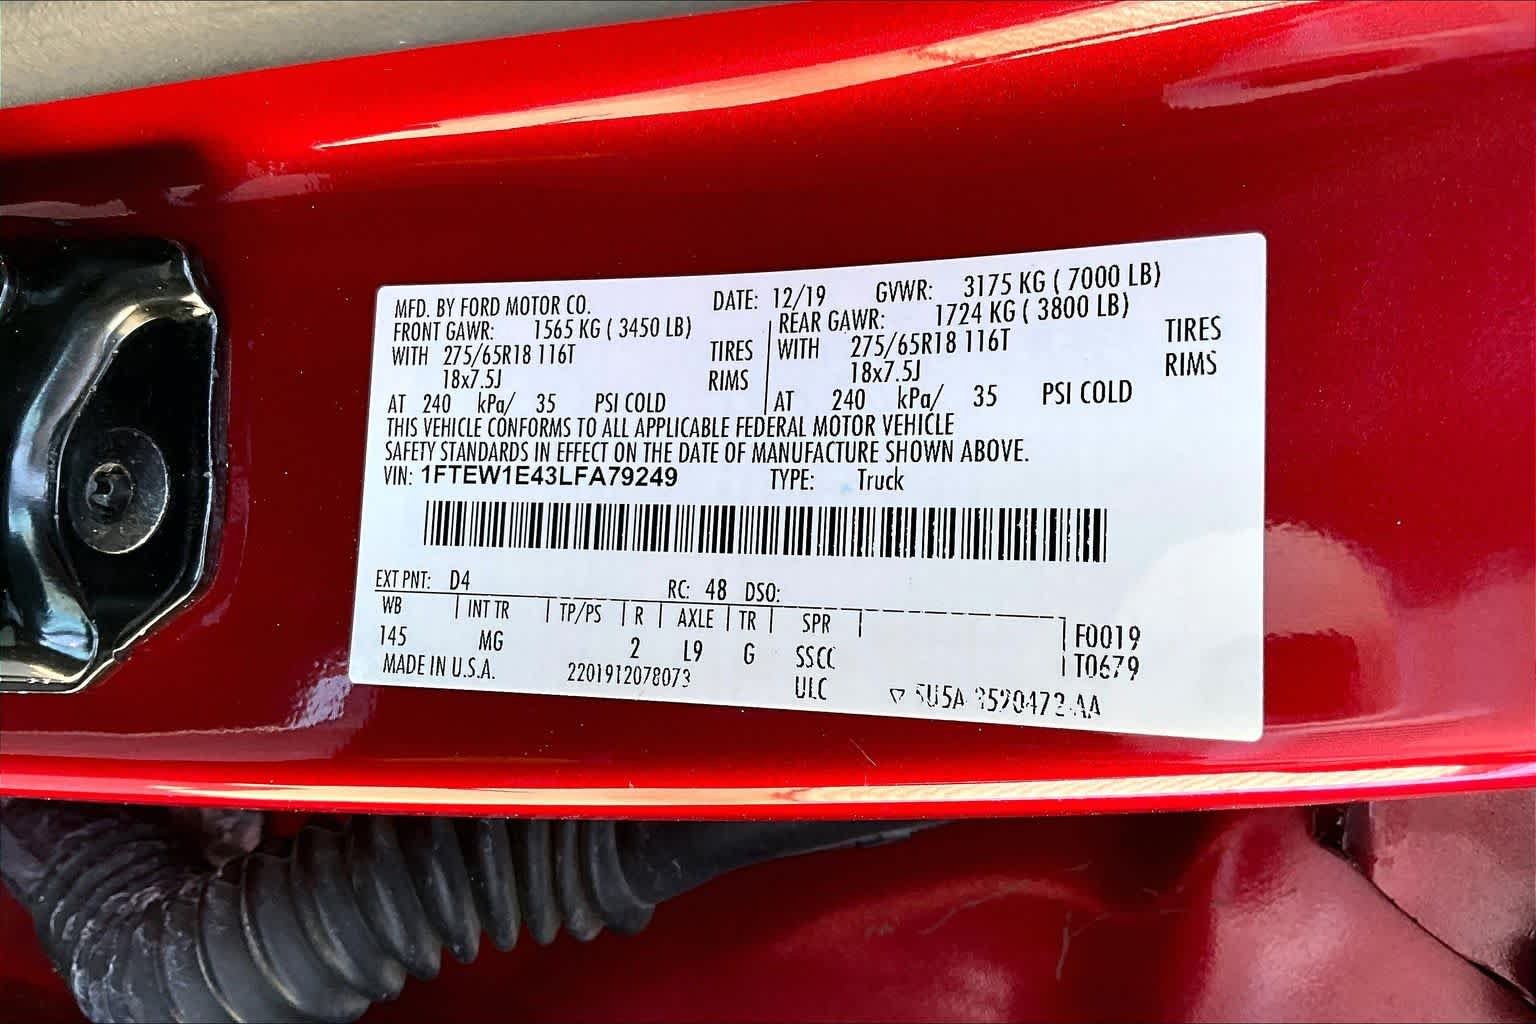 MFD. BY FORD MOTOR CO. DATE: 12/19 GVWR: 3175 KG ( 7000 LB)
FRONT GAWR: 1565 KG ( 3450 LB) REAR GAWR: 1724 KG ( 3800 LB)
WITH 275/65R18 116T TIRES WITH 275/65R18 116T TIRES
18x7.5J RIMS 18x7.5J RIMS
AT 240 kPa/ 35 PSI COLD AT 240 kPa/ 35 PSI COLD
THIS VEHICLE CONFORMS TO ALL APPLICABLE FEDERAL MOTOR VEHICLE
SAFETY STANDARDS IN EFFECT ON THE DATE OF MANUFACTURE SHOWN ABOVE.
VIN: 1FTEW1E43LFA79249 TYPE: Truck
EXT PNT: D4 RC: 48 DSO:
WB INT TR TP/PS R AXLE TR SPR F0019
145 MG 2 L9 G SSCC T0679
MADE IN U.S.A. 2201912078073 ULC